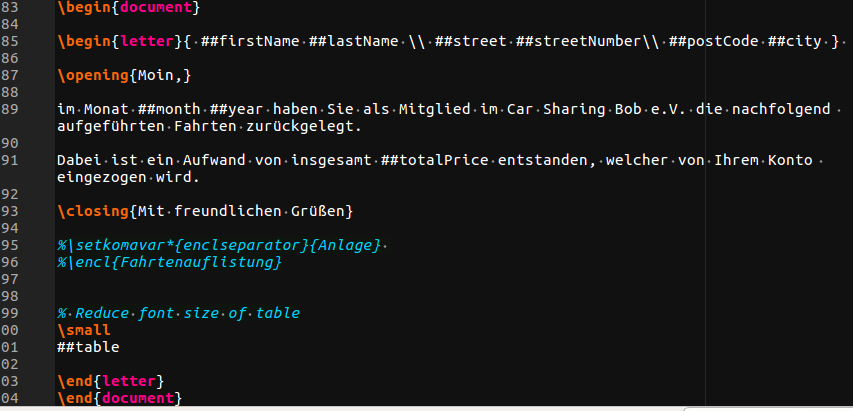 83 \begin{document}
84
85 \begin{letter}{ ##firstName ##lastName \\ ##street ##streetNumber\\ ##postCode ##city }
86
87 \opening{Moin,}
88
89 im Monat ##month ##year haben Sie als Mitglied im Car Sharing Bob e.V. die nachfolgend
aufgeführten Fahrten zurückgelegt.
90
91 Dabei ist ein Aufwand von insgesamt ##totalPrice entstanden, welcher von Ihrem Konto
eingezogen wird.
92
93 \closing{Mit freundlichen Grüßen}
94
95 %\setkomavar*{enclseparator}{Anlage}
96 %\encl{Fahrtenauflistung}
97
98
99 % Reduce font size of table
00 \small
01 ##table
02
03 \end{letter}
04 \end{document}